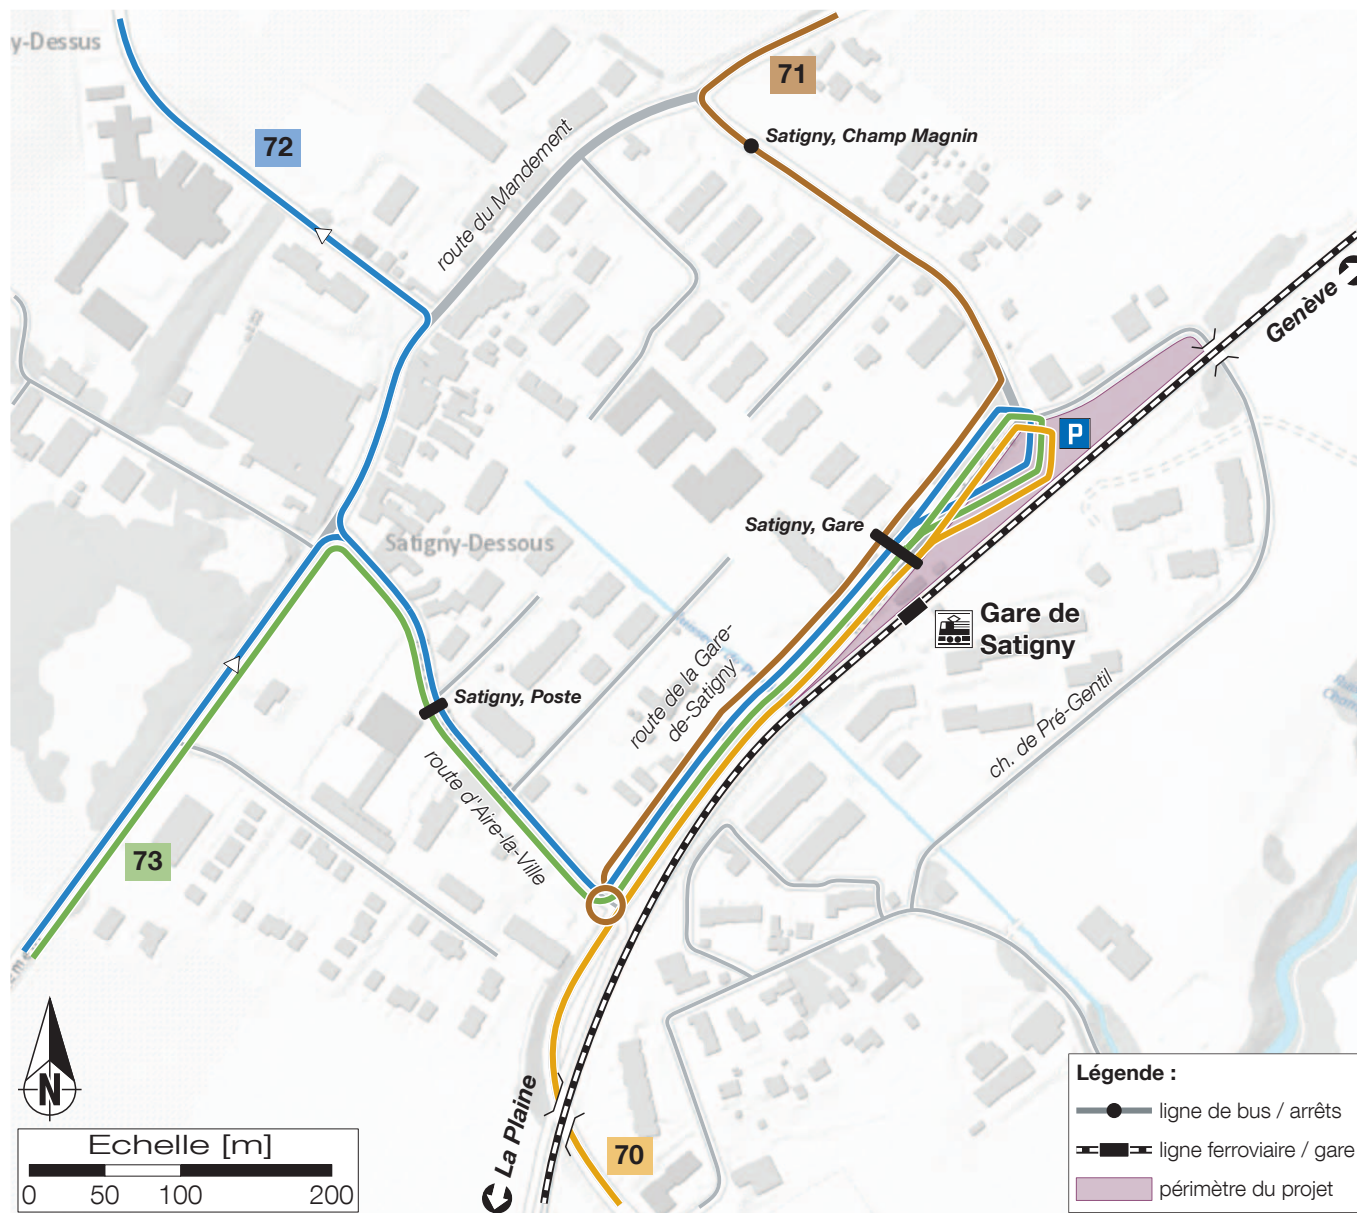 y-Dessus
71
72
Satigny, Champ Magnin
route du Mandement
Genève
P
Satigny, Gare
Satigny-Dessous
Gare de
Satigny
Satigny, Poste
route de la Gare-
de-Satigny
ch. de Pré-Gentil
route d'Aire-la-Ville
73
N
La Plaine
70
Echelle [m]
0 50 100 200
Légende :
ligne de bus / arrêts
ligne ferroviaire / gare
périmètre du projet